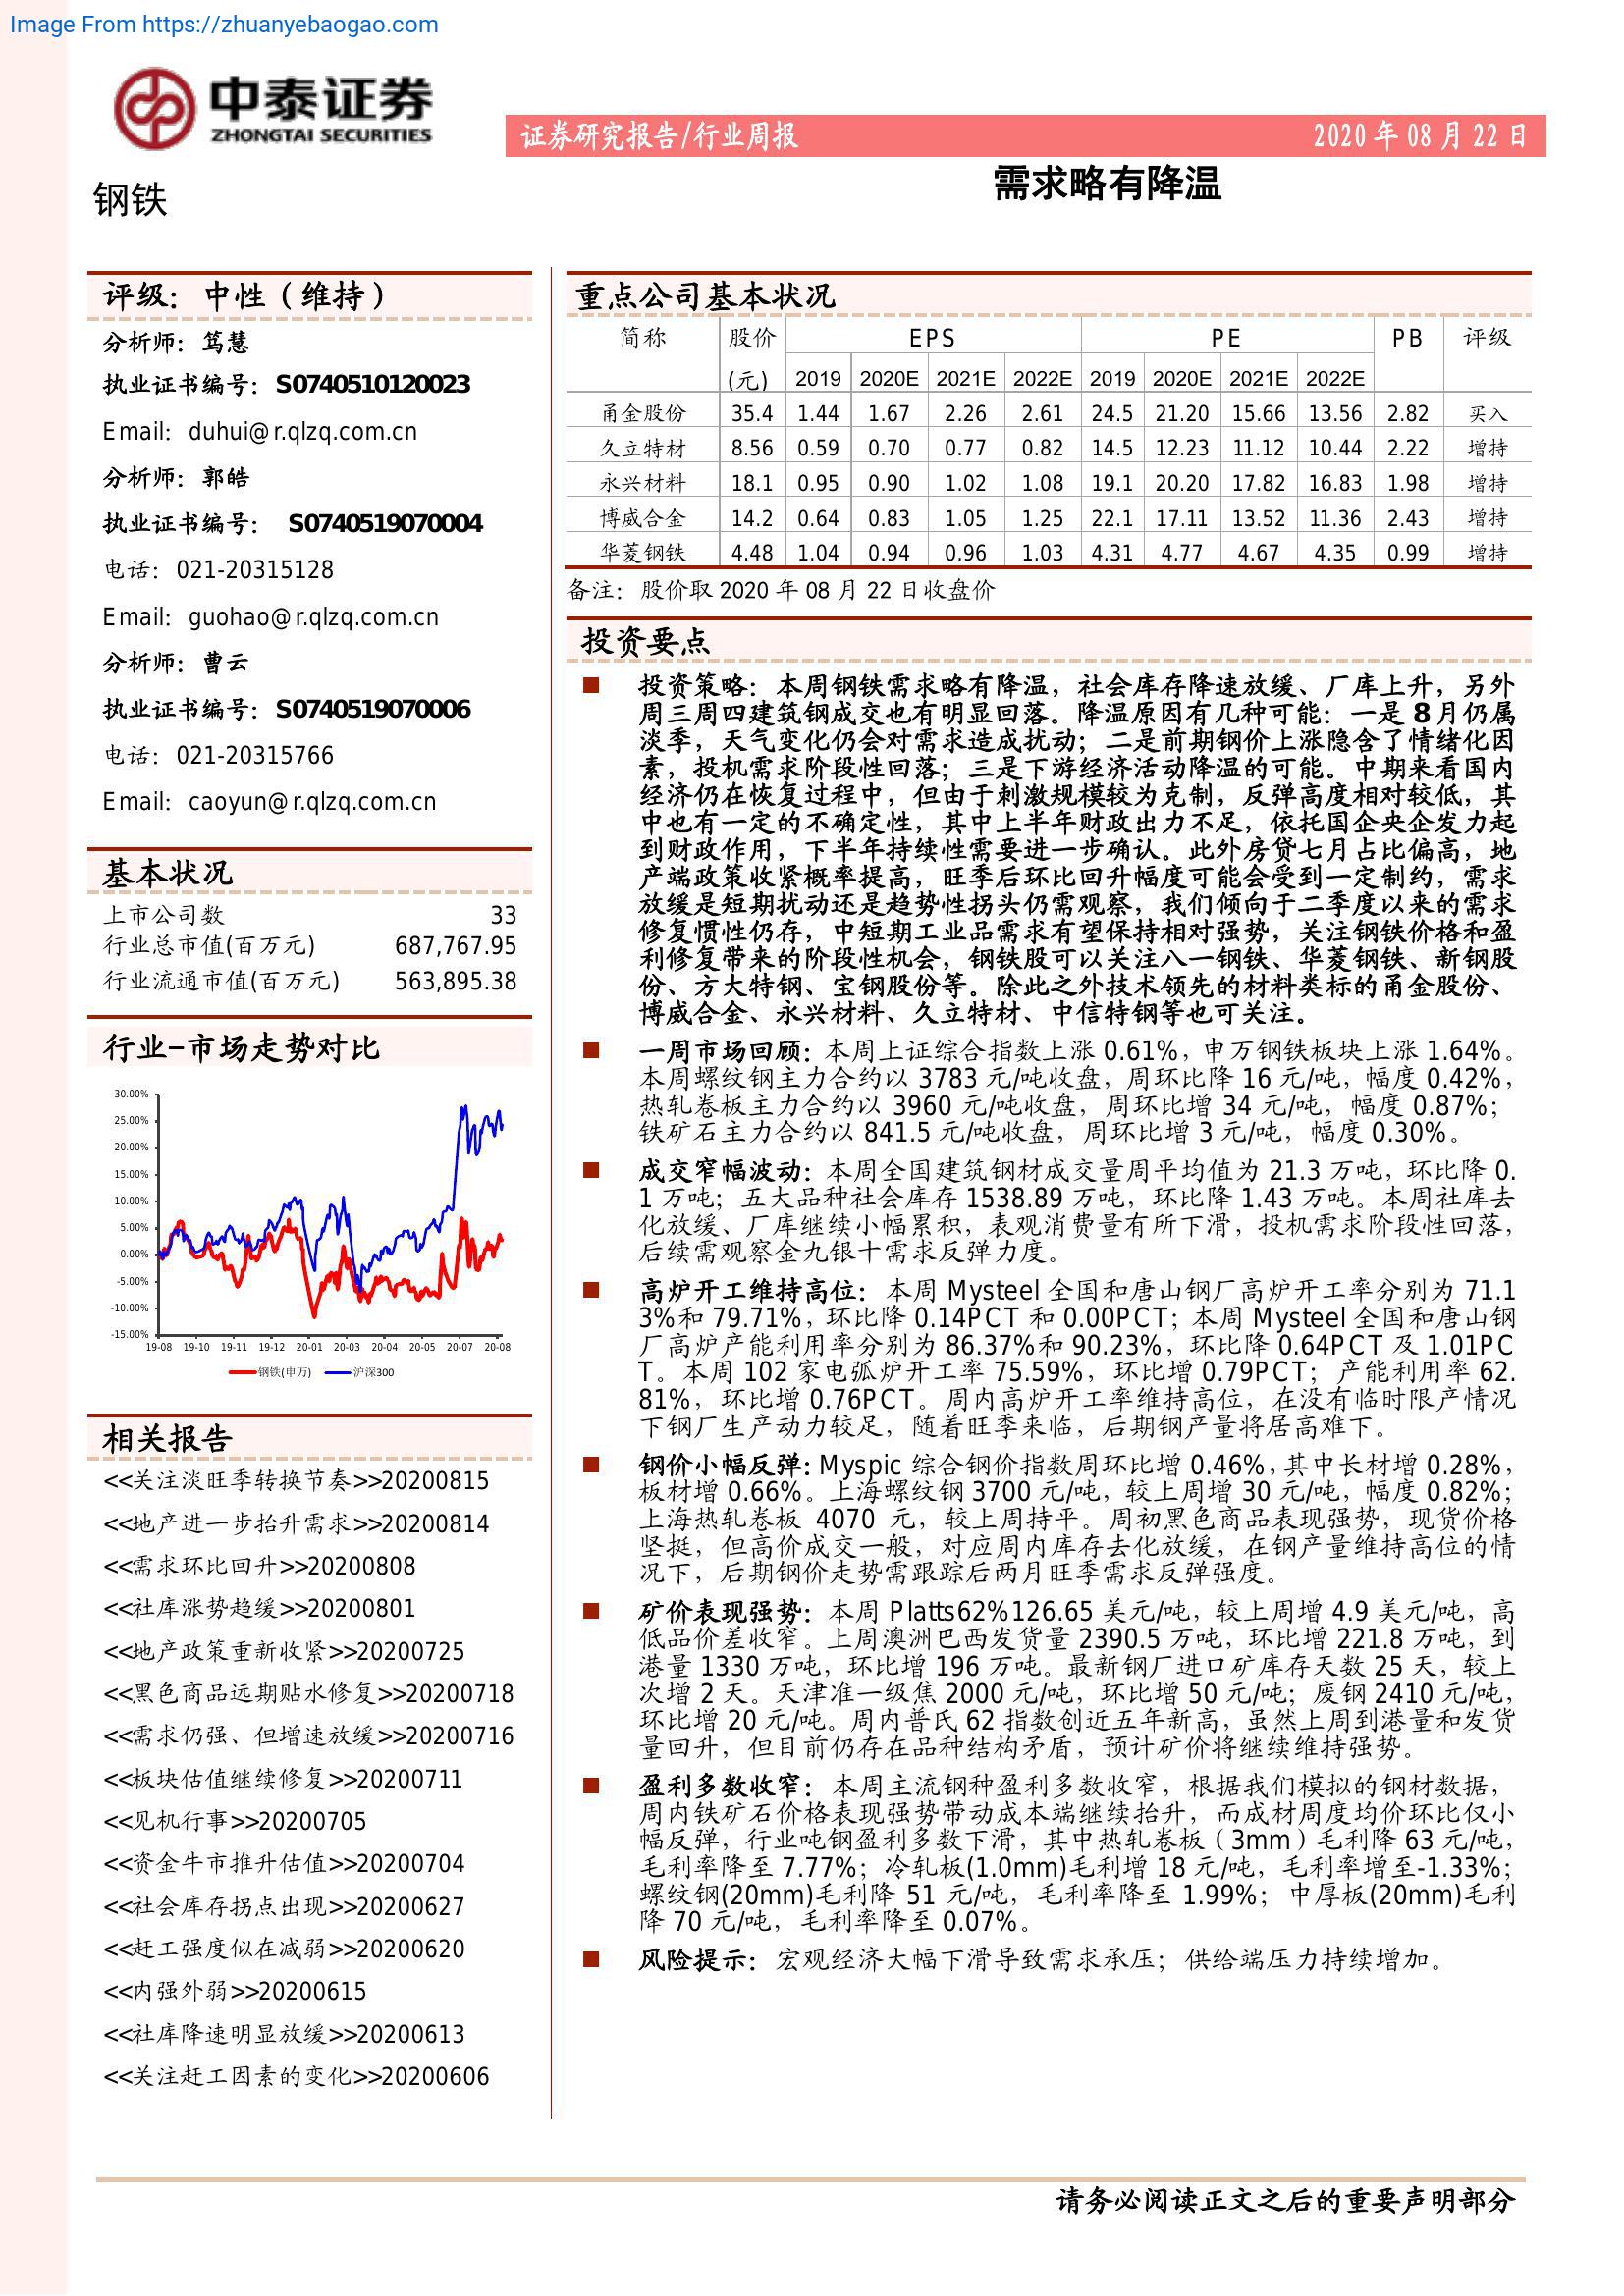 Image From https://zhuanyebaogao.com
中泰证券
ZHONGTAI SECURITIES
证券研究报告/行业周报 2020 年 08 月 22 日
钢铁
需求略有降温
评级：中性（维持）
分析师：笃慧
执业证书编号：S0740510120023
Email：duhui@r.qlzq.com.cn
分析师：郭皓
执业证书编号： S0740519070004
电话：021-20315128
Email：guohao@r.qlzq.com.cn
分析师：曹云
执业证书编号：S0740519070006
电话：021-20315766
Email：caoyun@r.qlzq.com.cn
基本状况
上市公司数 33
行业总市值(百万元) 687,767.95
行业流通市值(百万元) 563,895.38
行业-市场走势对比
30.00%
25.00%
20.00%
15.00%
10.00%
5.00%
0.00%
-5.00%
-10.00%
-15.00%
19-08 19-10 19-11 19-12 20-01 20-03 20-04 20-05 20-07 20-08
钢铁(申万) 沪深300
相关报告
<<关注淡旺季转换节奏>>20200815
<<地产进一步抬升需求>>20200814
<<需求环比回升>>20200808
<<社库涨势趋缓>>20200801
<<地产政策重新收紧>>20200725
<<黑色商品远期贴水修复>>20200718
<<需求仍强、但增速放缓>>20200716
<<板块估值继续修复>>20200711
<<见机行事>>20200705
<<资金牛市推升估值>>20200704
<<社会库存拐点出现>>20200627
<<赶工强度似在减弱>>20200620
<<内强外弱>>20200615
<<社库降速明显放缓>>20200613
<<关注赶工因素的变化>>20200606
重点公司基本状况
简称 股价 EPS PE PB 评级
(元) 2019 2020E 2021E 2022E 2019 2020E 2021E 2022E
甬金股份 35.4 1.44 1.67 2.26 2.61 24.5 21.20 15.66 13.56 2.82 买入
久立特材 8.56 0.59 0.70 0.77 0.82 14.5 12.23 11.12 10.44 2.22 增持
永兴材料 18.1 0.95 0.90 1.02 1.08 19.1 20.20 17.82 16.83 1.98 增持
博威合金 14.2 0.64 0.83 1.05 1.25 22.1 17.11 13.52 11.36 2.43 增持
华菱钢铁 4.48 1.04 0.94 0.96 1.03 4.31 4.77 4.67 4.35 0.99 增持
备注：股价取 2020 年 08 月 22 日收盘价
投资要点
投资策略：本周钢铁需求略有降温，社会库存降速放缓、厂库上升，另外
周三周四建筑钢成交也有明显回落。降温原因有几种可能：一是 8 月仍属
淡季，天气变化仍会对需求造成扰动；二是前期钢价上涨隐含了情绪化因
素，投机需求阶段性回落；三是下游经济活动降温的可能。中期来看国内
经济仍在恢复过程中，但由于刺激规模较为克制，反弹高度相对较低，其
中也有一定的不确定性，其中上半年财政出力不足，依托国企央企发力起
到财政作用，下半年持续性需要进一步确认。此外房贷七月占比偏高，地
产端政策收紧概率提高，旺季后环比回升幅度可能会受到一定制约，需求
放缓是短期扰动还是趋势性拐头仍需观察，我们倾向于二季度以来的需求
修复惯性仍存，中短期工业品需求有望保持相对强势，关注钢铁价格和盈
利修复带来的阶段性机会，钢铁股可以关注八一钢铁、华菱钢铁、新钢股
份、方大特钢、宝钢股份等。除此之外技术领先的材料类标的甬金股份、
博威合金、永兴材料、久立特材、中信特钢等也可关注。
一周市场回顾：本周上证综合指数上涨 0.61%，申万钢铁板块上涨 1.64%。
本周螺纹钢主力合约以 3783 元/吨收盘，周环比降 16 元/吨，幅度 0.42%，
热轧卷板主力合约以 3960 元/吨收盘，周环比增 34 元/吨，幅度 0.87%；
铁矿石主力合约以 841.5 元/吨收盘，周环比增 3 元/吨，幅度 0.30%。
成交窄幅波动：本周全国建筑钢材成交量周平均值为 21.3 万吨，环比降 0.
1 万吨；五大品种社会库存 1538.89 万吨，环比降 1.43 万吨。本周社库去
化放缓、厂库继续小幅累积，表观消费量有所下滑，投机需求阶段性回落，
后续需观察金九银十需求反弹力度。
高炉开工维持高位：本周 Mysteel 全国和唐山钢厂高炉开工率分别为 71.1
3%和 79.71%，环比降 0.14PCT 和 0.00PCT；本周 Mysteel 全国和唐山钢
厂高炉产能利用率分别为 86.37%和 90.23%，环比降 0.64PCT 及 1.01PC
T。本周 102 家电弧炉开工率 75.59%，环比增 0.79PCT；产能利用率 62.
81%，环比增 0.76PCT。周内高炉开工率维持高位，在没有临时限产情况
下钢厂生产动力较足，随着旺季来临，后期钢产量将居高难下。
钢价小幅反弹：Myspic 综合钢价指数周环比增 0.46%，其中长材增 0.28%，
板材增 0.66%。上海螺纹钢 3700 元/吨，较上周增 30 元/吨，幅度 0.82%；
上海热轧卷板 4070 元，较上周持平。周初黑色商品表现强势，现货价格
坚挺，但高价成交一般，对应周内库存去化放缓，在钢产量维持高位的情
况下，后期钢价走势需跟踪后两月旺季需求反弹强度。
矿价表现强势：本周 Platts62%126.65 美元/吨，较上周增 4.9 美元/吨，高
低品价差收窄。上周澳洲巴西发货量 2390.5 万吨，环比增 221.8 万吨，到
港量 1330 万吨，环比增 196 万吨。最新钢厂进口矿库存天数 25 天，较上
次增 2 天。天津准一级焦 2000 元/吨，环比增 50 元/吨；废钢 2410 元/吨，
环比增 20 元/吨。周内普氏 62 指数创近五年新高，虽然上周到港量和发货
量回升，但目前仍存在品种结构矛盾，预计矿价将继续维持强势。
盈利多数收窄：本周主流钢种盈利多数收窄，根据我们模拟的钢材数据，
周内铁矿石价格表现强势带动成本端继续抬升，而成材周度均价环比仅小
幅反弹，行业吨钢盈利多数下滑，其中热轧卷板（3mm）毛利降 63 元/吨，
毛利率降至 7.77%；冷轧板(1.0mm)毛利增 18 元/吨，毛利率增至-1.33%；
螺纹钢(20mm)毛利降 51 元/吨，毛利率降至 1.99%；中厚板(20mm)毛利
降 70 元/吨，毛利率降至 0.07%。
风险提示：宏观经济大幅下滑导致需求承压；供给端压力持续增加。
请务必阅读正文之后的重要声明部分